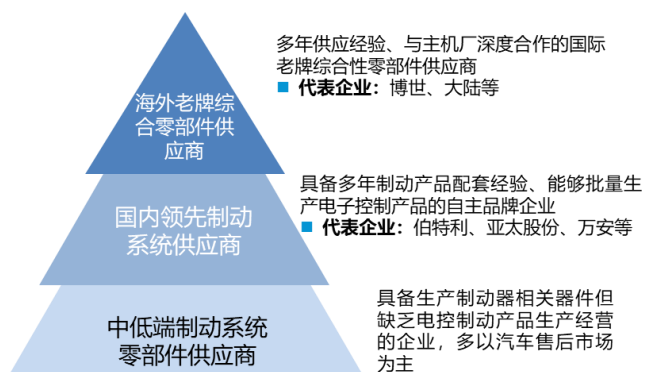 多年供应经验、与主机厂深度合作的国际
老牌综合性零部件供应商
代表企业：博世、大陆等
海外老牌综
合零部件供
应商
具备多年制动产品配套经验、能够批量生
产电子控制产品的自主品牌企业
代表企业：伯特利、亚太股份、万安等
国内领先制动
系统供应商
具备生产制动器相关器件但
缺乏电控制动产品生产经营
的企业，多以汽车售后市场
为主
中低端制动系统
零部件供应商